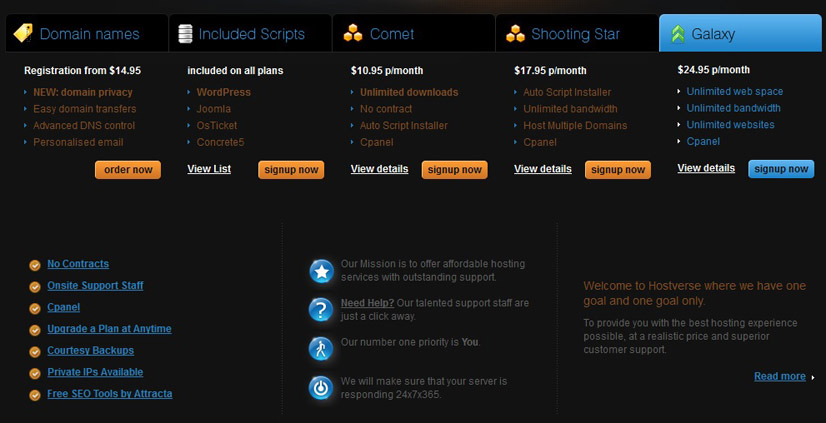 Domain names
Included Scripts
Comet
Shooting Star
Galaxy
Registration from $14.95
NEW: domain privacy
Easy domain transfers
Advanced DNS control
Personalised email
order now
included on all plans
WordPress
Joomla
OsTicket
Concrete5
View List
signup now
$10.95 p/month
Unlimited downloads
No contract
Auto Script Installer
Cpanel
View details
signup now
$17.95 p/month
Auto Script Installer
Unlimited bandwidth
Host Multiple Domains
Cpanel
View details
signup now
$24.95 p/month
Unlimited web space
Unlimited bandwidth
Unlimited websites
Cpanel
View details
signup now
No Contracts
Onsite Support Staff
Cpanel
Upgrade a Plan at Anytime
Courtesy Backups
Private IPs Available
Free SEO Tools by Attracta
Our Mission is to offer affordable hosting
services with outstanding support.
Need Help? Our talented support staff are
just a click away.
Our number one priority is You.
We will make sure that your server is
responding 24x7x365.
Welcome to Hostverse where we have one
goal and one goal only.
To provide you with the best hosting experience
possible, at a realistic price and superior
customer support.
Read more